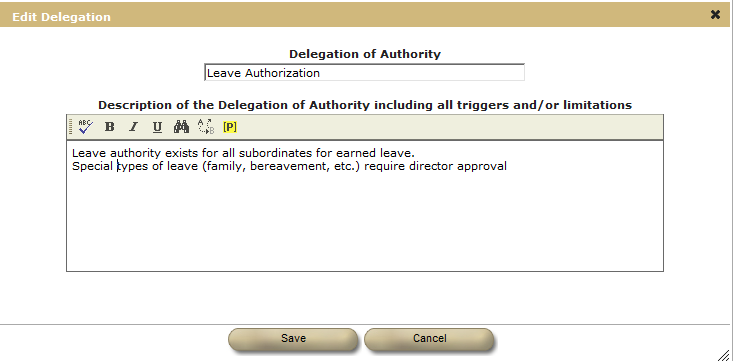 Edit Delegation
Delegation of Authority
Leave Authorization
Description of the Delegation of Authority including all triggers and/or limitations
ABC B I U A B [P]
Leave authority exists for all subordinates for earned leave.
Special types of leave (family, bereavement, etc.) require director approval
Save Cancel